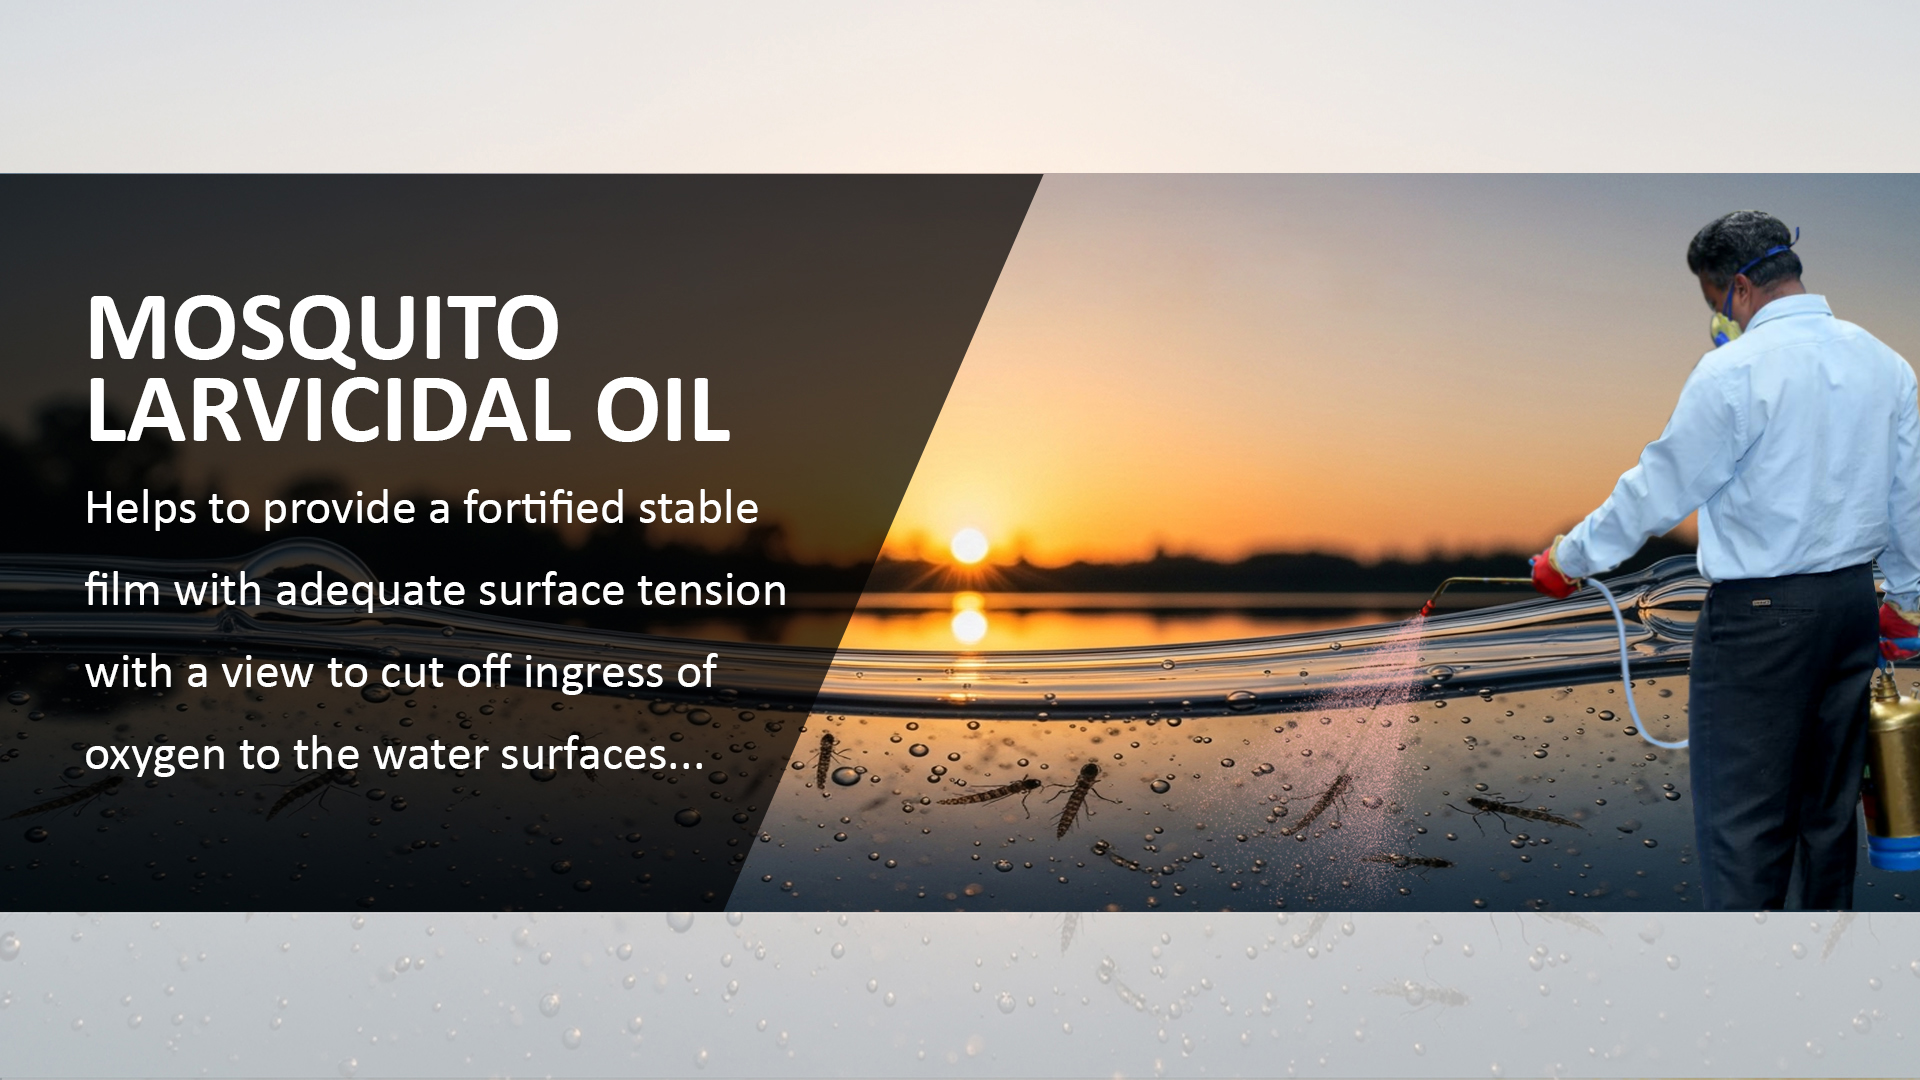 MOSQUITO
LARVICIDAL OIL
Helps to provide a fortified stable
film with adequate surface tension
with a view to cut off ingress of
oxygen to the water surfaces...